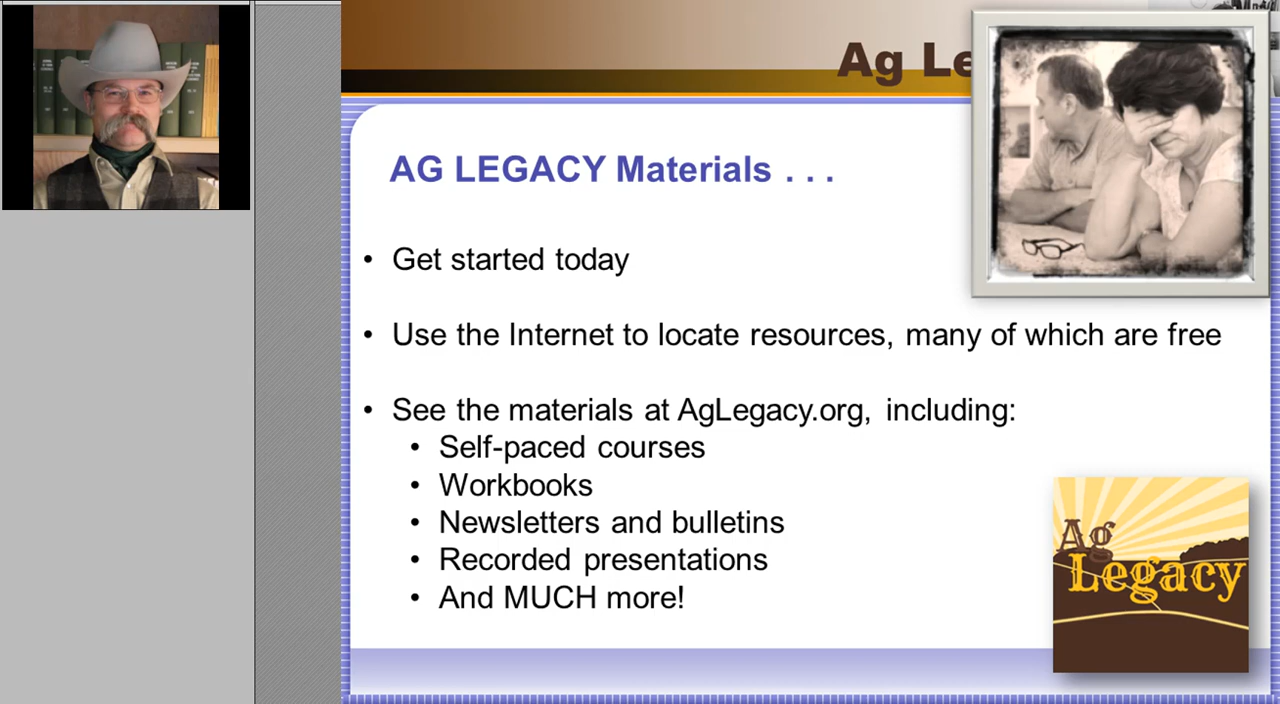 Ag Le
AG LEGACY Materials . . .
• Get started today
• Use the Internet to locate resources, many of which are free
• See the materials at AgLegacy.org, including:
• Self-paced courses
• Workbooks
• Newsletters and bulletins
• Recorded presentations
• And MUCH more!
Ag
Legacy